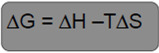 ΔG = ΔH –TΔS